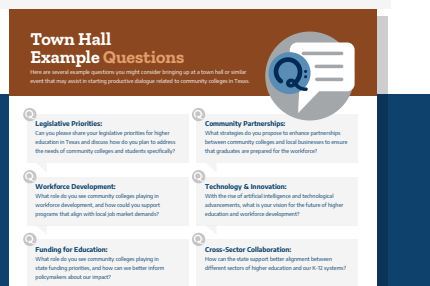 Town Hall
Example Questions
Here are several example questions you might consider bringing up at a town hall or similar
event that may assist in starting productive dialogue related to community colleges in Texas.
Q
Q
Legislative Priorities:
Can you please share your legislative priorities for higher
education in Texas and discuss how do you plan to address
the needs of community colleges and students specifically?
Q
Community Partnerships:
What strategies do you propose to enhance partnerships
between community colleges and local businesses to ensure
that graduates are prepared for the workforce?
Q
Workforce Development:
What role do you see community colleges playing in
workforce development, and how could you support
programs that align with local job market demands?
Q
Technology & Innovation:
With the rise of artificial intelligence and technological
advancements, what is your vision for the future of higher
education and workforce development?
Q
Funding for Education:
What role do you see community colleges playing in
state funding priorities, and how can we better inform
policymakers about our impact?
Q
Cross-Sector Collaboration:
How can the state support better alignment between
different sectors of higher education and our K-12 systems?